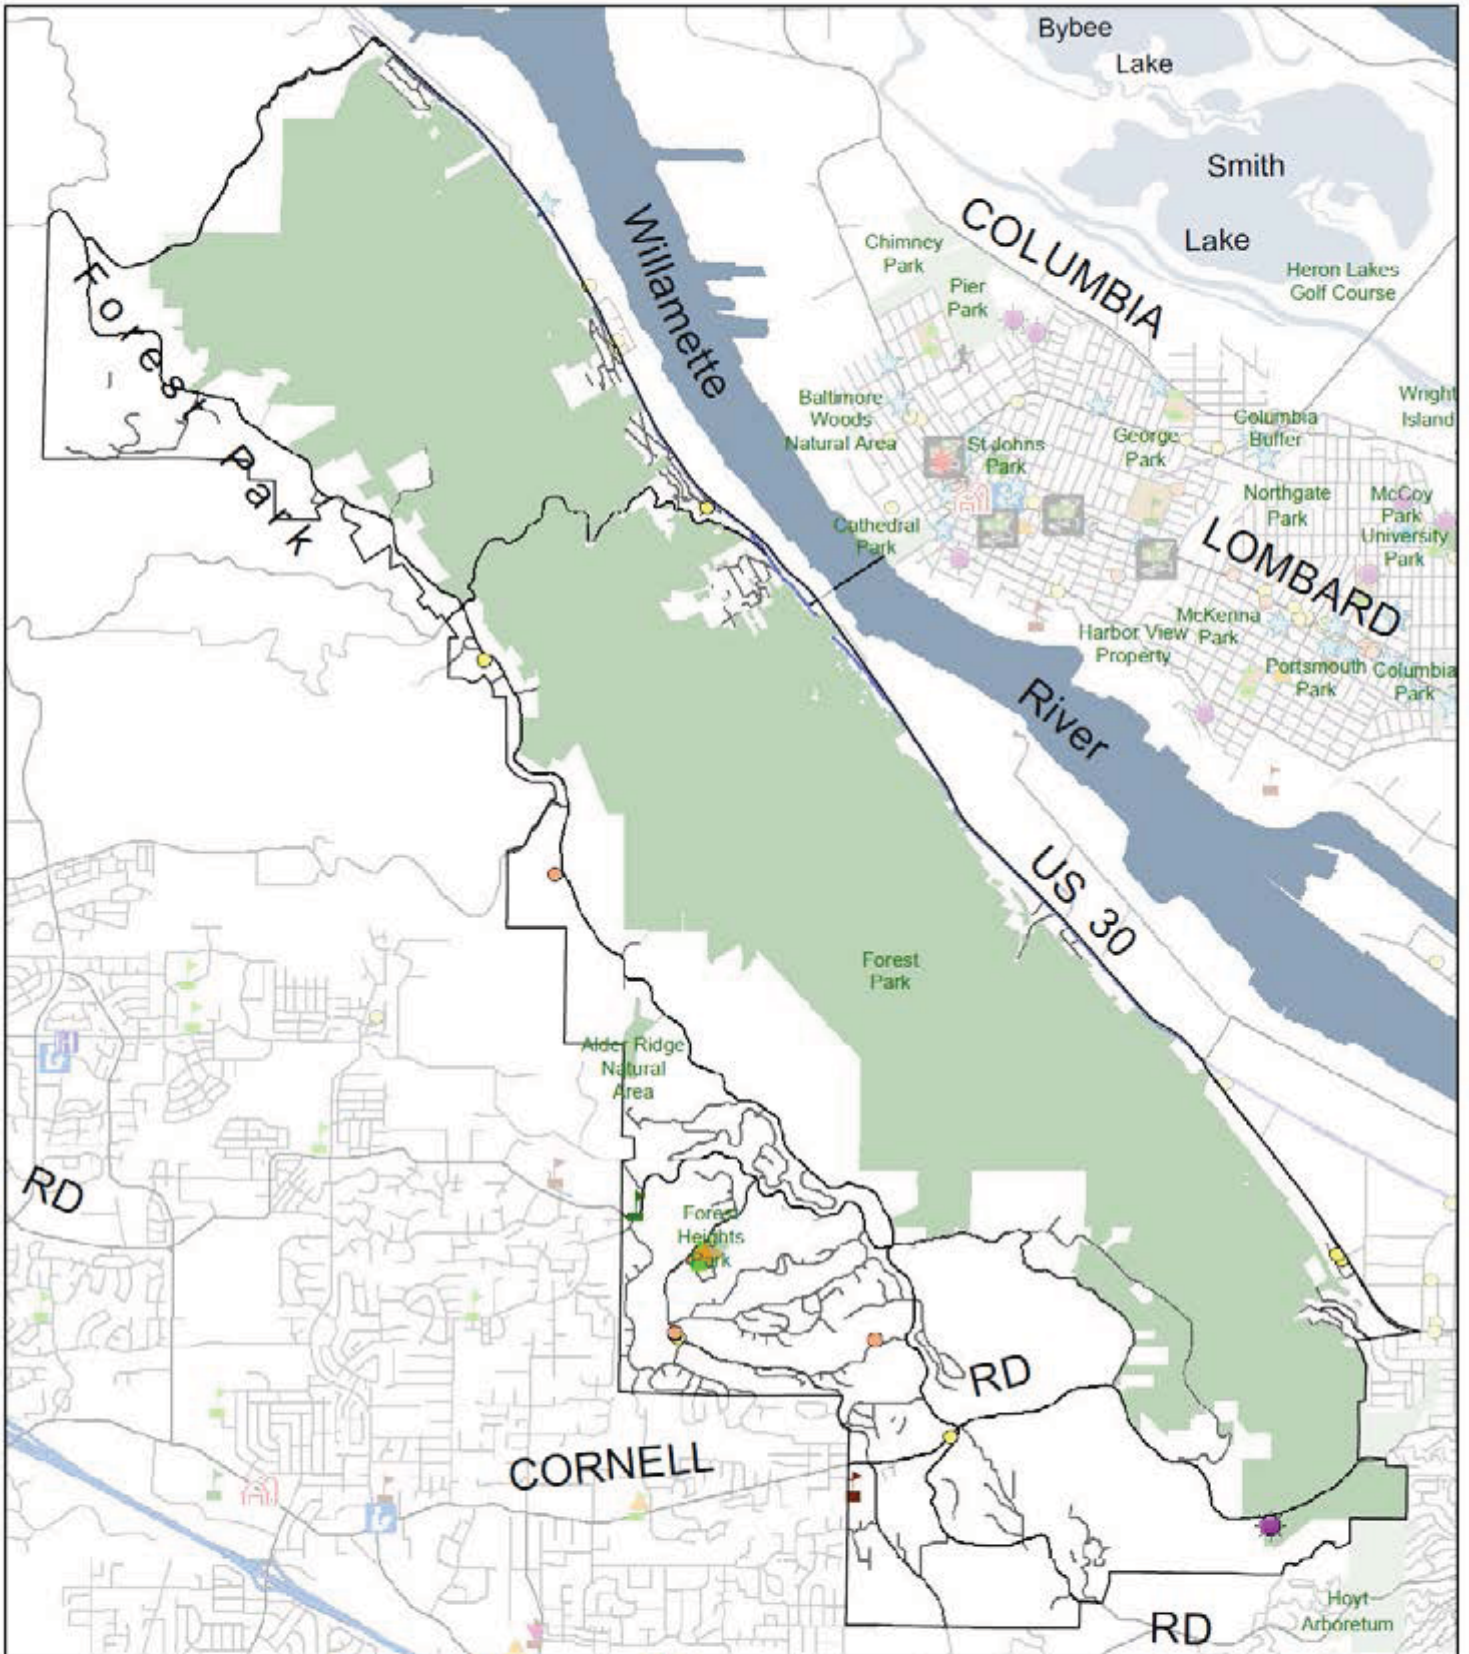 Bybee
Lake
Smith
Lake
COLUMBIA
Willamette
Chimney
Park
Pier
Park
Heron Lakes
Golf Course
Forest
Park
Baltimore
Woods
Natural Area
St Johns
Park
George
Park
Columbia
Buffer
Wright
Island
Northgate
Park
McCoy
Park
University
Park
Cathedral
Park
LOMBARD
McKenna
Park
Harbor View
Property
Portsmouth
Park
Columbia
Park
River
US 30
Forest
Park
Alder Ridge
Natural
Area
RD
Forest
Heights
Park
RD
CORNELL
Hoyt
Arboretum
RD